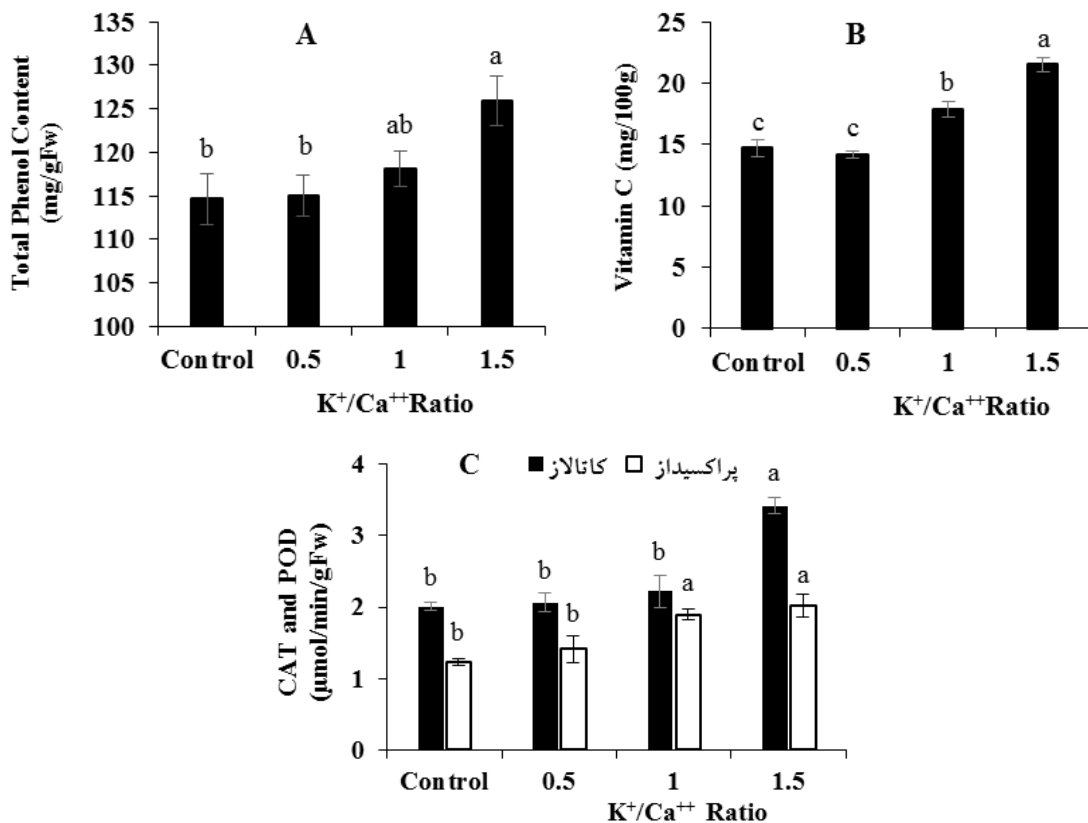 A
Total Phenol Content
(mg/gFw)
135
130
125
120
115
110
105
100
b
b
ab
a
Control
0.5
1
1.5
K⁺/Ca⁺⁺Ratio
B
Vitamin C (mg/100g)
25
20
15
10
5
0
c
c
b
a
Control
0.5
1
1.5
K⁺/Ca⁺⁺Ratio
C
کاتالاز
پراکسیداز
CAT and POD
(µmol/min/gFw)
4
3
2
1
0
b
b
b
b
b
a
a
a
Control
0.5
1
1.5
K⁺/Ca⁺⁺ Ratio